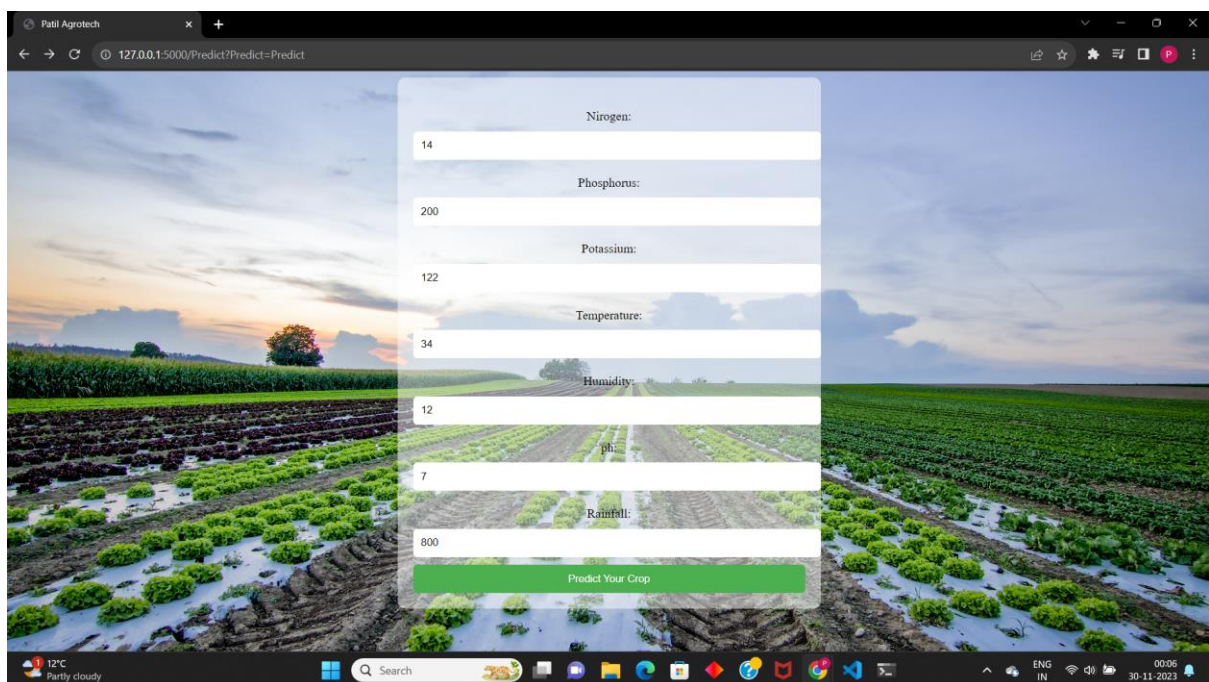 Patil Agrotech
127.0.0.1:5000/Predict?Predict=Predict
P
Nirogen:
14
Phosphorus:
200
Potassium:
122
Temperature:
34
Humidity:
12
ph:
7
Rainfall:
800
Predict Your Crop
1
12°C
Partly cloudy
Search
ENG
IN
00:06
30-11-2023